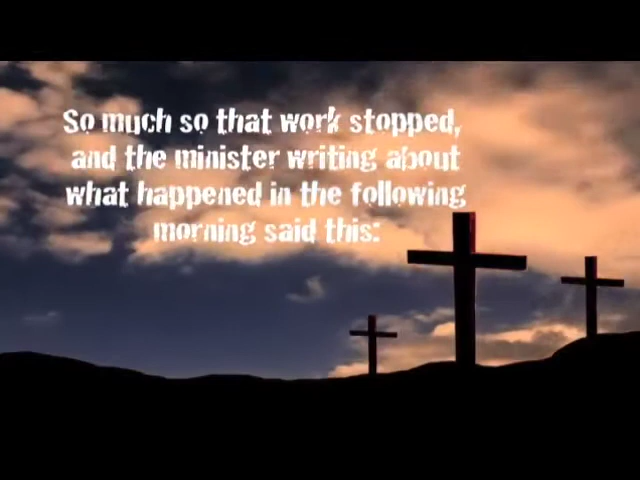 So much so that work stopped,
and the minister writing about
what happened in the following
morning said this: